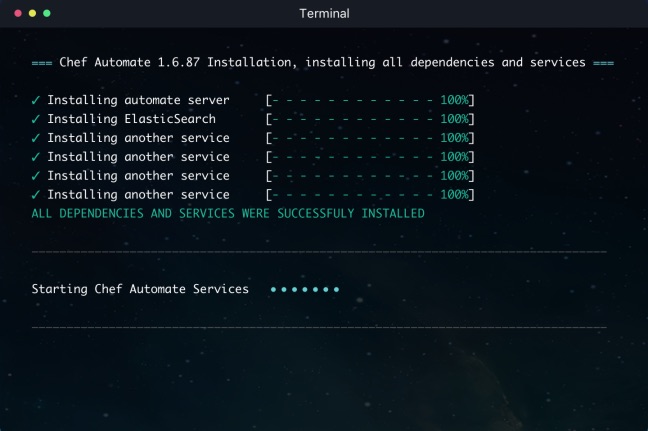 Terminal
=== Chef Automate 1.6.87 Installation, installing all dependencies and services ===
✓ Installing automate server [- - - - - - - - - - - - 100%]
✓ Installing ElasticSearch [- - - - - - - - - - - - 100%]
✓ Installing another service [- - - - - - - - - - - - 100%]
✓ Installing another service [- - - - - - - - - - - - 100%]
✓ Installing another service [- - - - - - - - - - - - 100%]
✓ Installing another service [- - - - - - - - - - - - 100%]
ALL DEPENDENCIES AND SERVICES WERE SUCCESSFULY INSTALLED
Starting Chef Automate Services •••••••